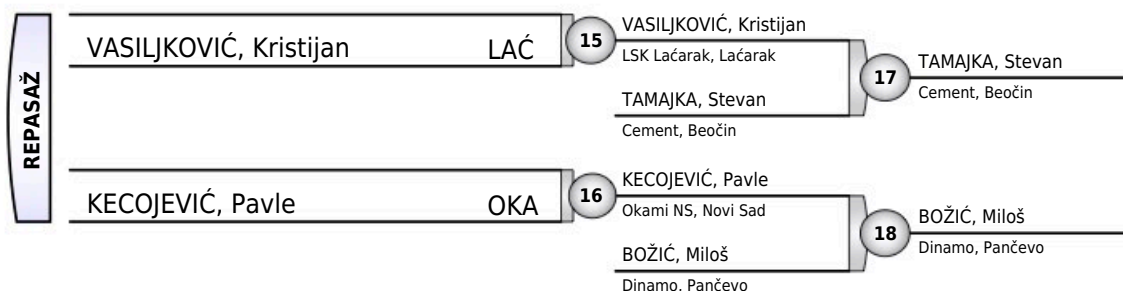 REPASAŽ
VASILJKOVIĆ, Kristijan LAĆ
15
VASILJKOVIĆ, Kristijan
LSK Laćarak, Laćarak
TAMAJKA, Stevan
Cement, Beočin
17
TAMAJKA, Stevan
Cement, Beočin
KECOJEVIĆ, Pavle OKA
16
KECOJEVIĆ, Pavle
Okami NS, Novi Sad
BOŽIĆ, Miloš
Dinamo, Pančevo
18
BOŽIĆ, Miloš
Dinamo, Pančevo